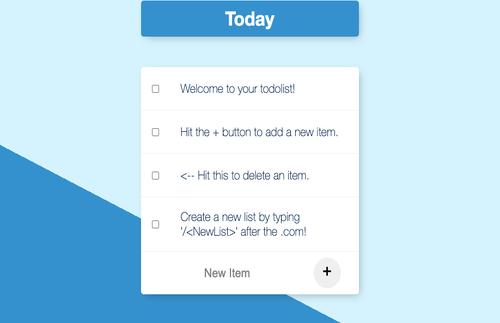 Today
Welcome to your todolist!
Hit the + button to add a new item.
<-- Hit this to delete an item.
Create a new list by typing
'/<NewList>' after the .com!
New Item +